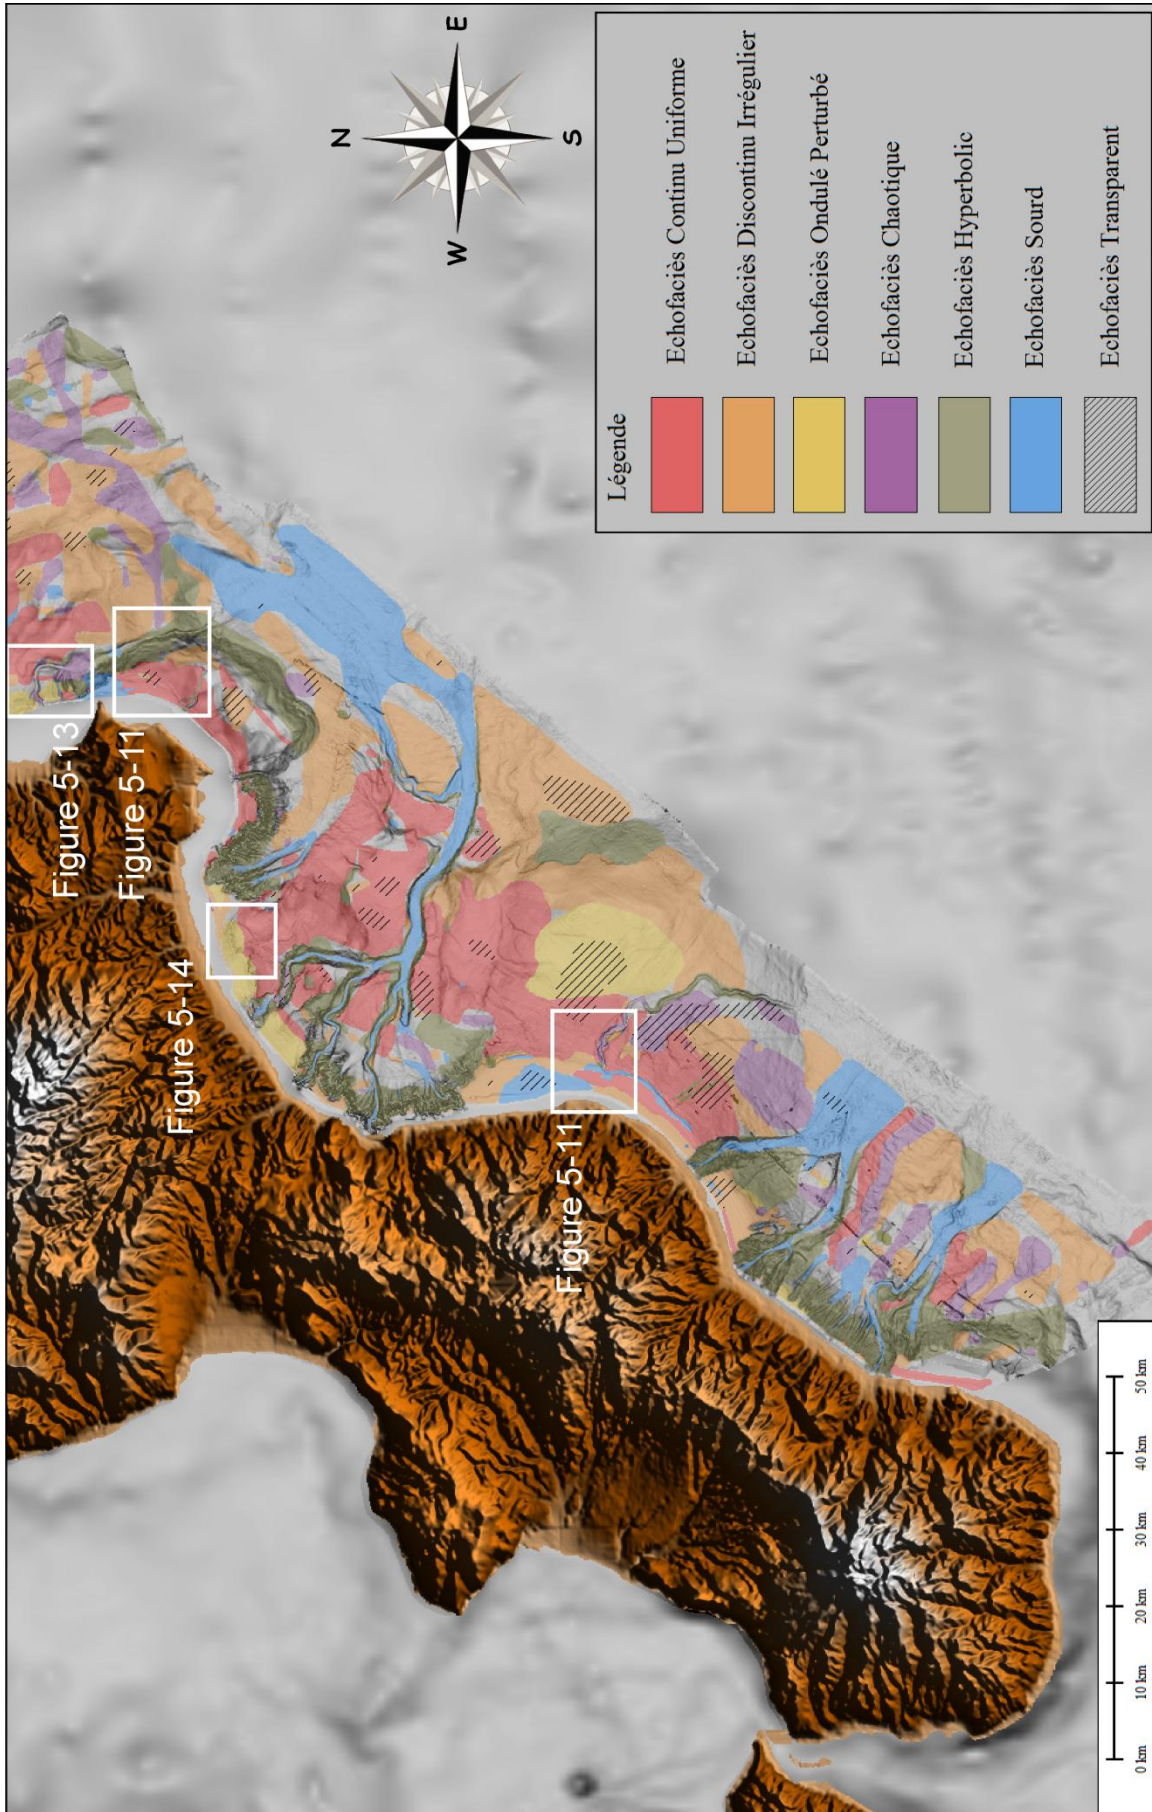 N
E
S
W
Légende
Echofaciès Continu Uniforme
Echofaciès Discontinu Irrégulier
Echofaciès Ondulé Perturbé
Echofaciès Chaotique
Echofaciès Hyperbolic
Echofaciès Sourd
Echofaciès Transparent
Figure 5-13
Figure 5-11
Figure 5-14
Figure 5-11
0 km
10 km
20 km
30 km
40 km
50 km